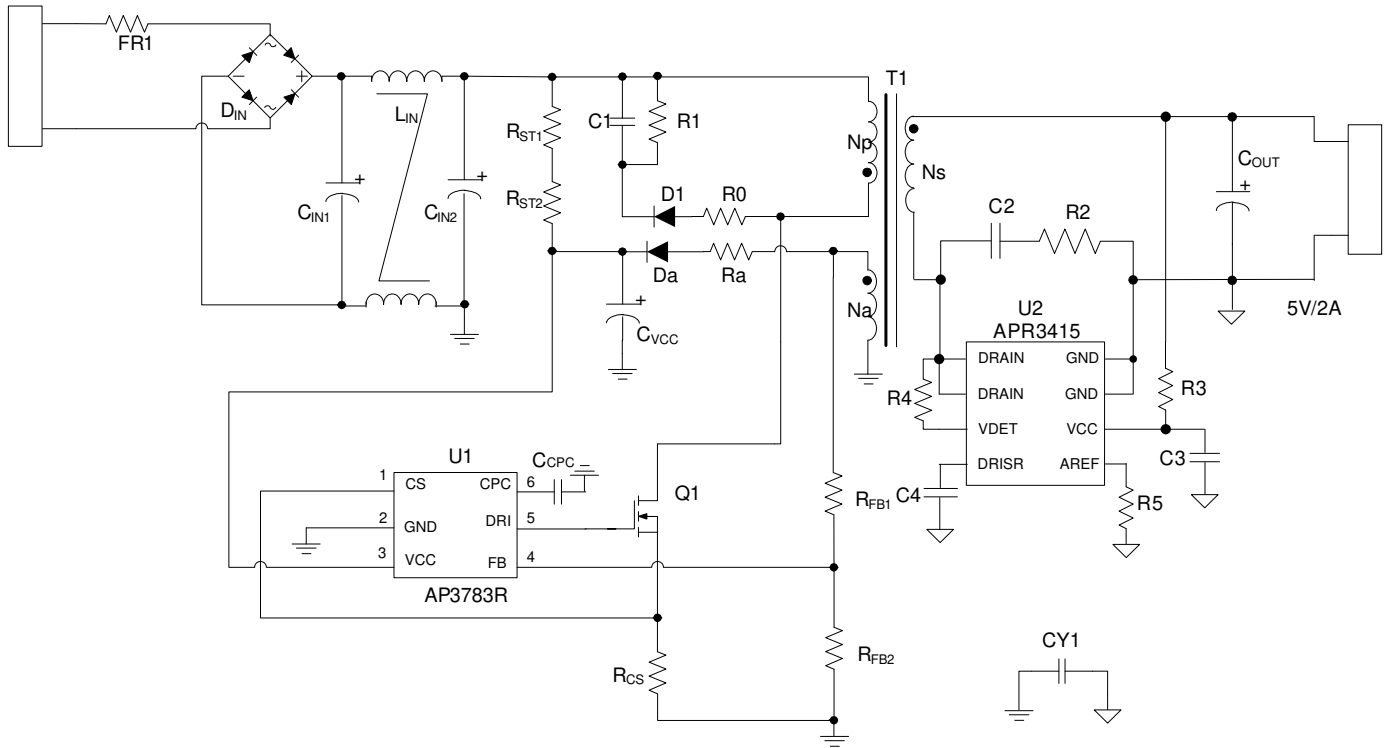 FR1
~
−
+
~
DIN
LIN
CIN1
+
CIN2
+
RST1
RST2
C1
R1
D1
R0
Da
Ra
CVCC
+
T1
Np
Na
Ns
C2
R2
COUT
+
5V/2A
U2
APR3415
DRAIN
GND
DRAIN
GND
VDET
VCC
DRISR
AREF
R4
C4
R3
C3
R5
U1
1
CS
CPC
6
2
GND
DRI
5
3
VCC
FB
4
AP3783R
CCPC
Q1
RFB1
RFB2
RCS
CY1